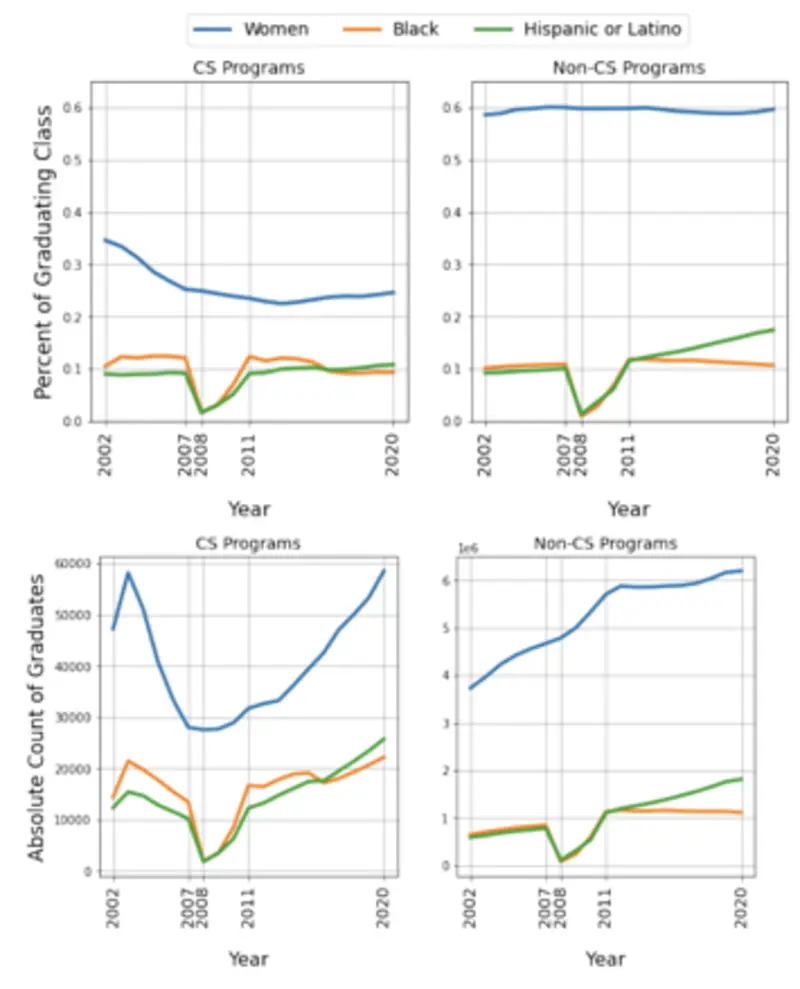 Women Black Hispanic or Latino
CS Programs
Percent of Graduating Class
0.6
0.5
0.4
0.3
0.2
0.1
0.0
2002 2007 2008 2011 2020
Year
Non-CS Programs
0.6
0.5
0.4
0.3
0.2
0.1
0.0
2002 2007 2008 2011 2020
Year
CS Programs
Absolute Count of Graduates
60000
50000
40000
30000
20000
10000
0
2002 2007 2008 2011 2020
Year
1e6
Non-CS Programs
6
5
4
3
2
1
0
2002 2007 2008 2011 2020
Year